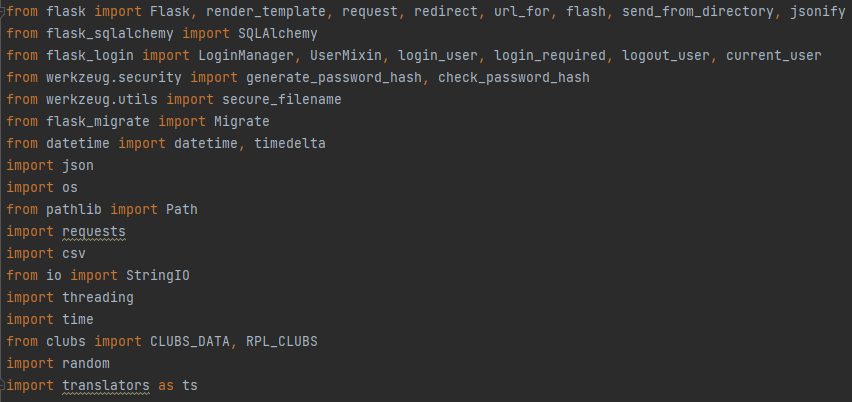 from flask import Flask, render_template, request, redirect, url_for, flash, send_from_directory, jsonify
from flask_sqlalchemy import SQLAlchemy
from flask_login import LoginManager, UserMixin, login_user, login_required, logout_user, current_user
from werkzeug.security import generate_password_hash, check_password_hash
from werkzeug.utils import secure_filename
from flask_migrate import Migrate
from datetime import datetime, timedelta
import json
import os
from pathlib import Path
import requests
import csv
from io import StringIO
import threading
import time
from clubs import CLUBS_DATA, RPL_CLUBS
import random
import translators as ts